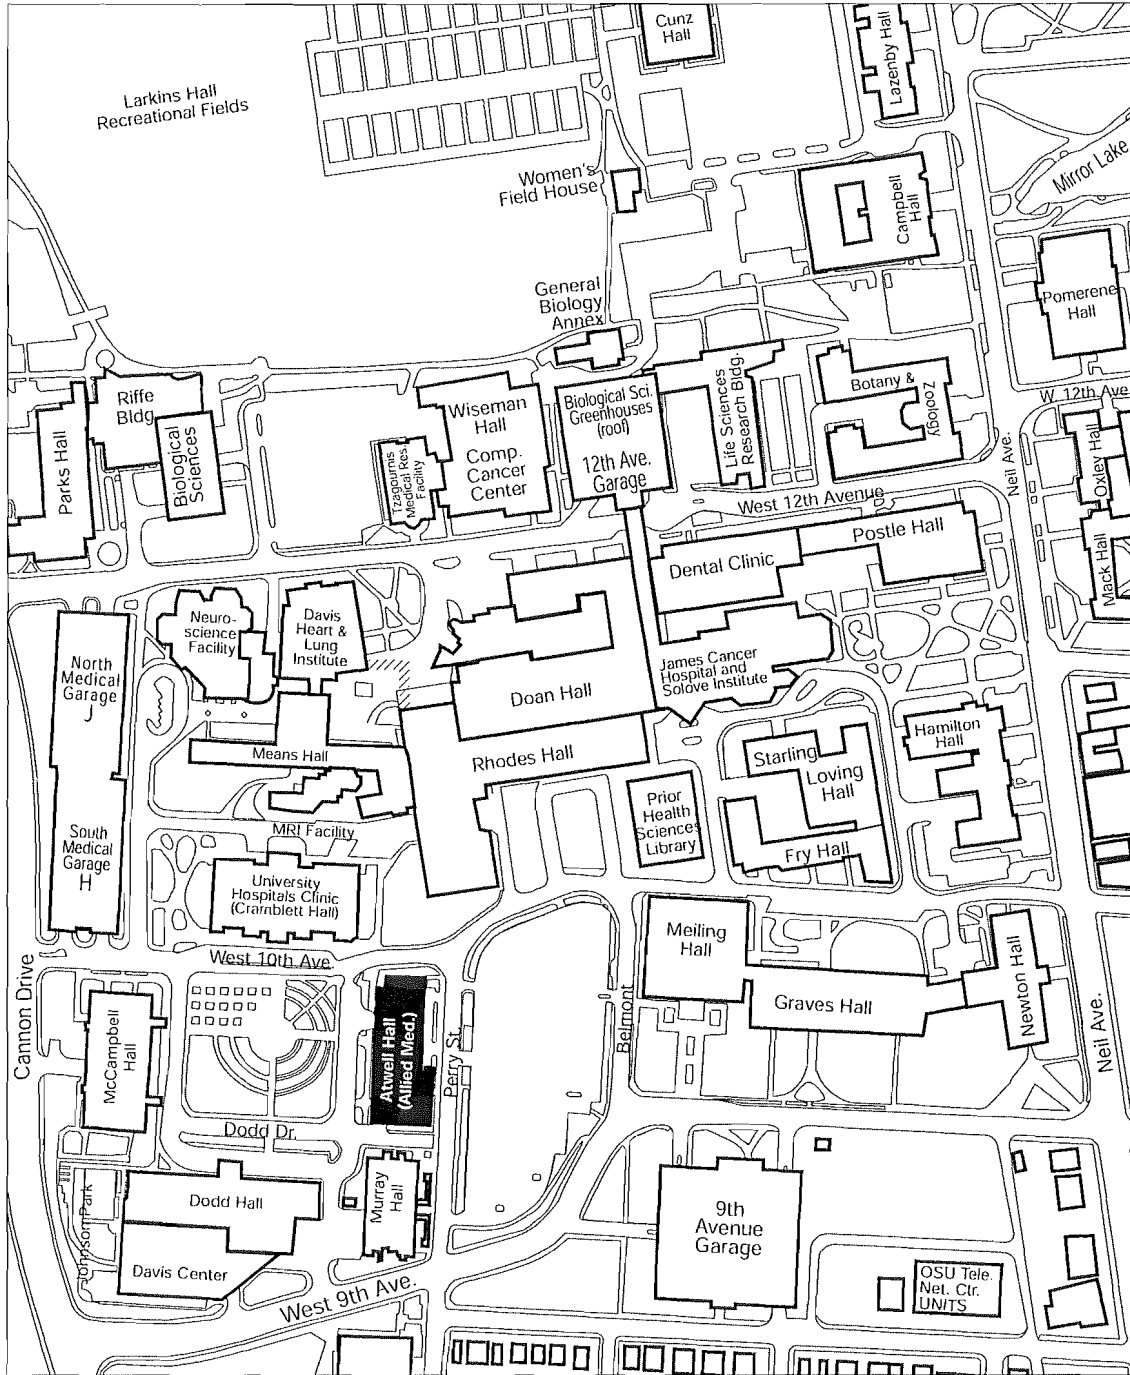 Cunz
Hall
Lazenby Hall
Larkins Hall
Recreational Fields
Mirror Lake
Women's
Field House
Campbell
Hall
General
Biology
Annex
Pomerene
Hall
Riffe
Bldg.
Parks Hall
Biological
Sciences
Wiseman
Hall
Comp.
Cancer
Center
Tzagournis
Medical Res.
Facility
Biological Sci.
Greenhouses
(roof)
12th Ave.
Garage
Life Sciences
Research Bldg.
Botany &
Zoology
W. 12th Ave.
Oxley Hall
Neil Ave.
West 12th Avenue
Postle Hall
Dental Clinic
Mack Hall
Neuro-
science
Facility
Davis
Heart &
Lung
Institute
North
Medical
Garage
J
Doan Hall
James Cancer
Hospital and
Solove Institute
Means Hall
Rhodes Hall
Starling
Loving
Hall
Hamilton
Hall
MRI Facility
Prior
Health
Sciences
Library
Fry Hall
South
Medical
Garage
H
University
Hospitals Clinic
(Cramblett Hall)
Meiling
Hall
West 10th Ave.
Cannon Drive
McCampbell
Hall
Atwell Hall
(Allied Med.)
Perry St.
Belmont
Graves Hall
Newton Hall
Neil Ave.
Dodd Dr.
Johnson Park
Dodd Hall
Murray
Hall
9th
Avenue
Garage
Davis Center
West 9th Ave.
OSU Tele.
Net. Ctr.
UNITS